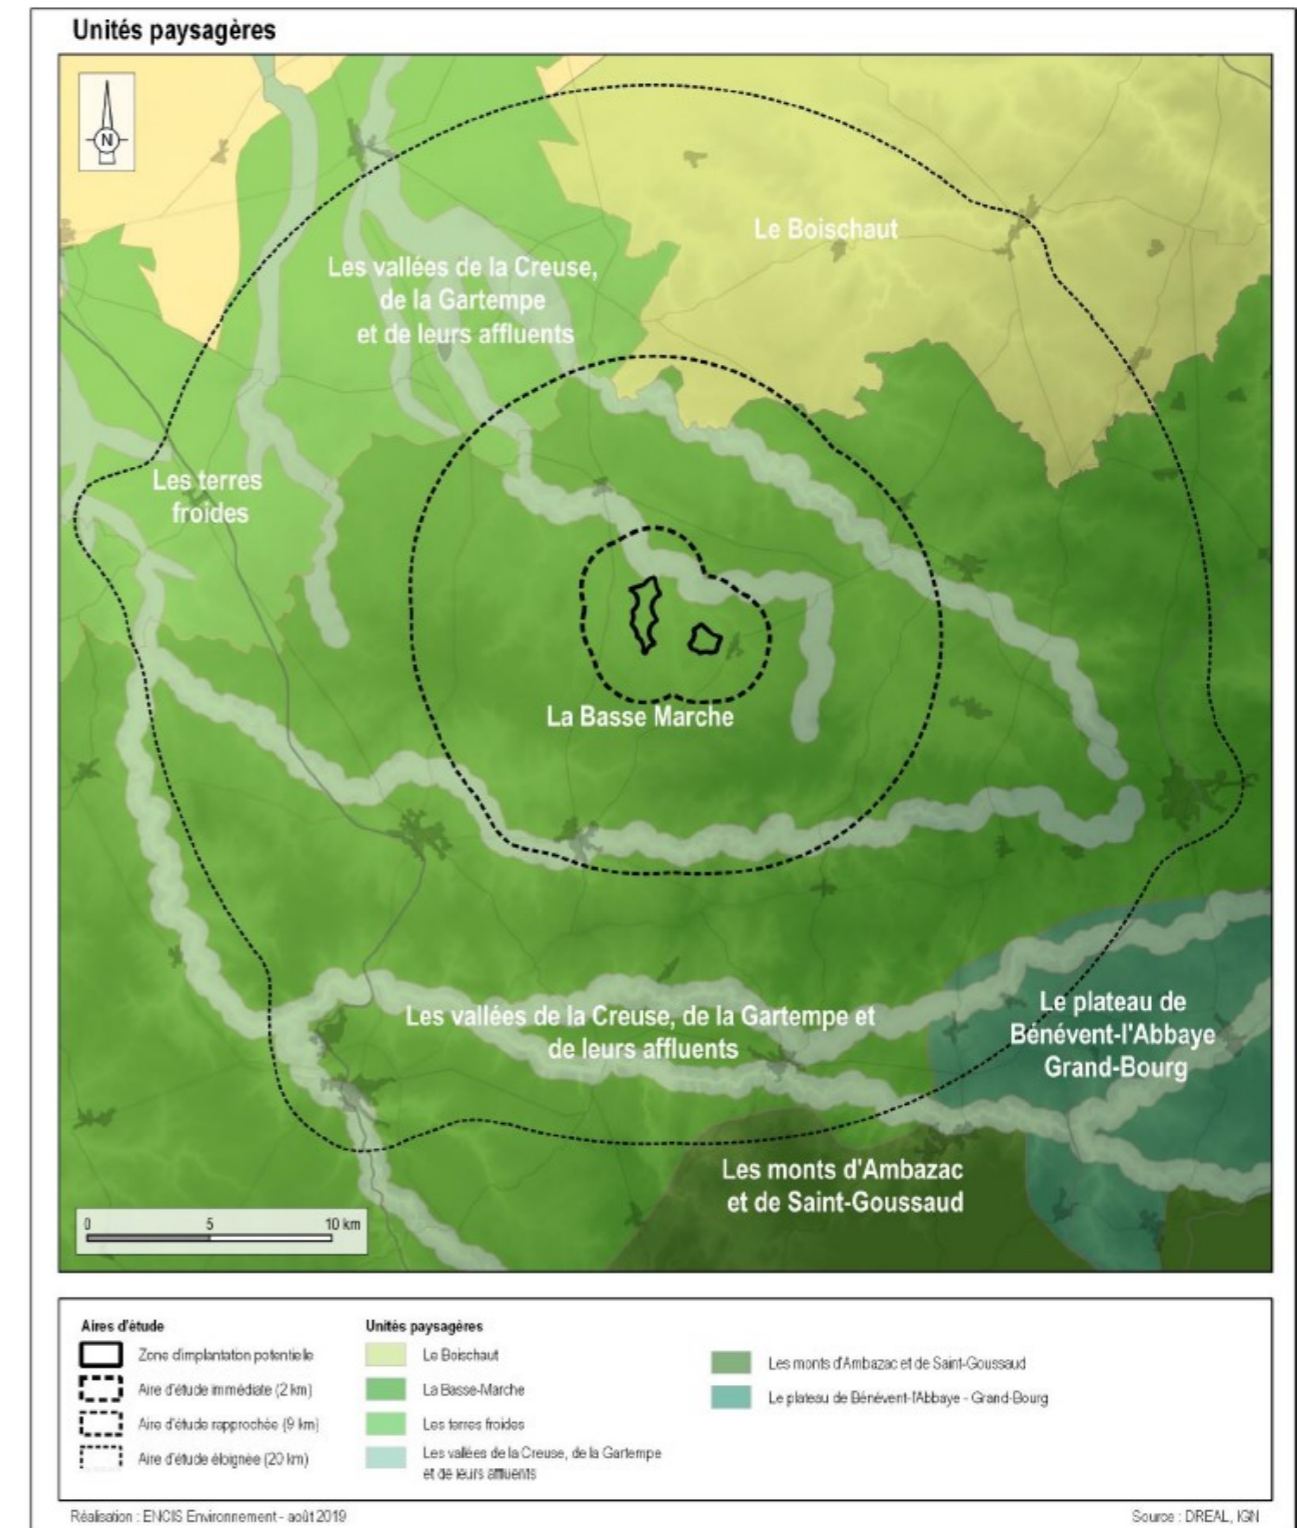 Unités paysagères
N
Le Boischaut
Les vallées de la Creuse,
de la Gartempe
et de leurs affluents
Les terres
froides
La Basse Marche
Les vallées de la Creuse, de la Gartempe et
de leurs affluents
Le plateau de
Bénévent-l'Abbaye
Grand-Bourg
Les monts d'Ambazac
et de Saint-Goussaud
0 5 10 km
Aires d'étude
Zone d'implantation potentielle
Aire d'étude immédiate (2 km)
Aire d'étude rapprochée (9 km)
Aire d'étude éloignée (20 km)
Unités paysagères
Le Boischaut
La Basse-Marche
Les terres froides
Les vallées de la Creuse, de la Gartempe
et de leurs affluents
Les monts d'Ambazac et de Saint-Goussaud
Le plateau de Bénévent-l'Abbaye - Grand-Bourg
Réalisation : ENCIS Environnement - août 2019
Source : DREAL, IGN